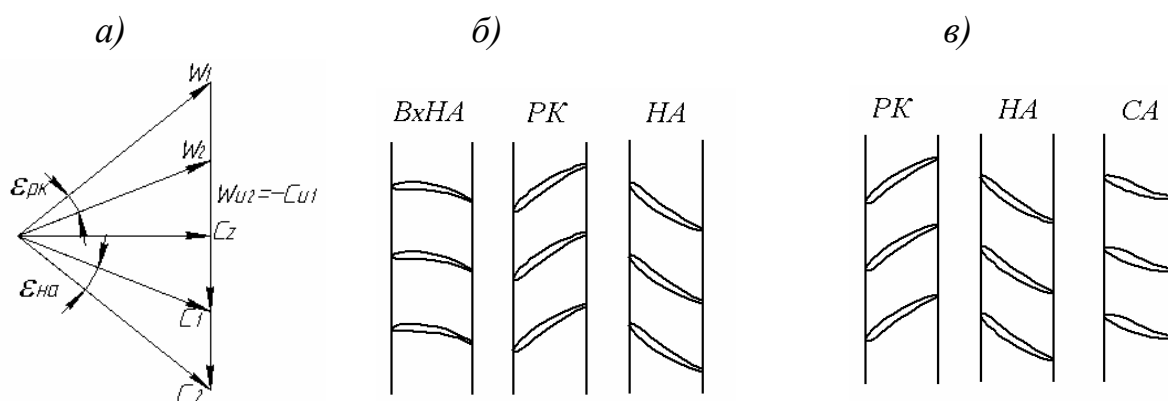 а)
W1
W2
εрк
Wu2=-Cu1
Cz
εна
C1
C2
б)
ВхНА РК НА
в)
РК НА СА